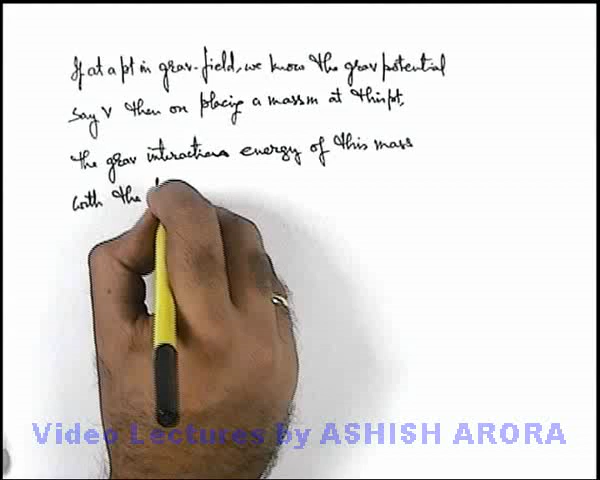 If at a pt in grav. field, we know the grav potential
Say V then on placing a mass m at this pt,
the grav interaction energy of this mass
with the
Video Lectures by ASHISH ARORA